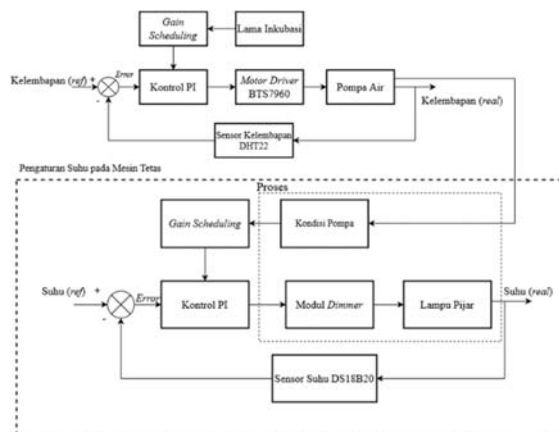 Gain
Scheduling
Lama Inkubasi
Kelembapan (ref)
+
Error
-
Kontrol PI
Motor Driver
BTS7960
Pompa Air
Kelembapan (real)
Sensor Kelembapan
DHT22
Pengaturan Suhu pada Mesin Tetas
Proses
Gain Scheduling
Kondisi Pompa
Suhu (ref)
+
Error
-
Kontrol PI
Modul Dimmer
Lampu Pijar
Suhu (real)
Sensor Suhu DS18B20